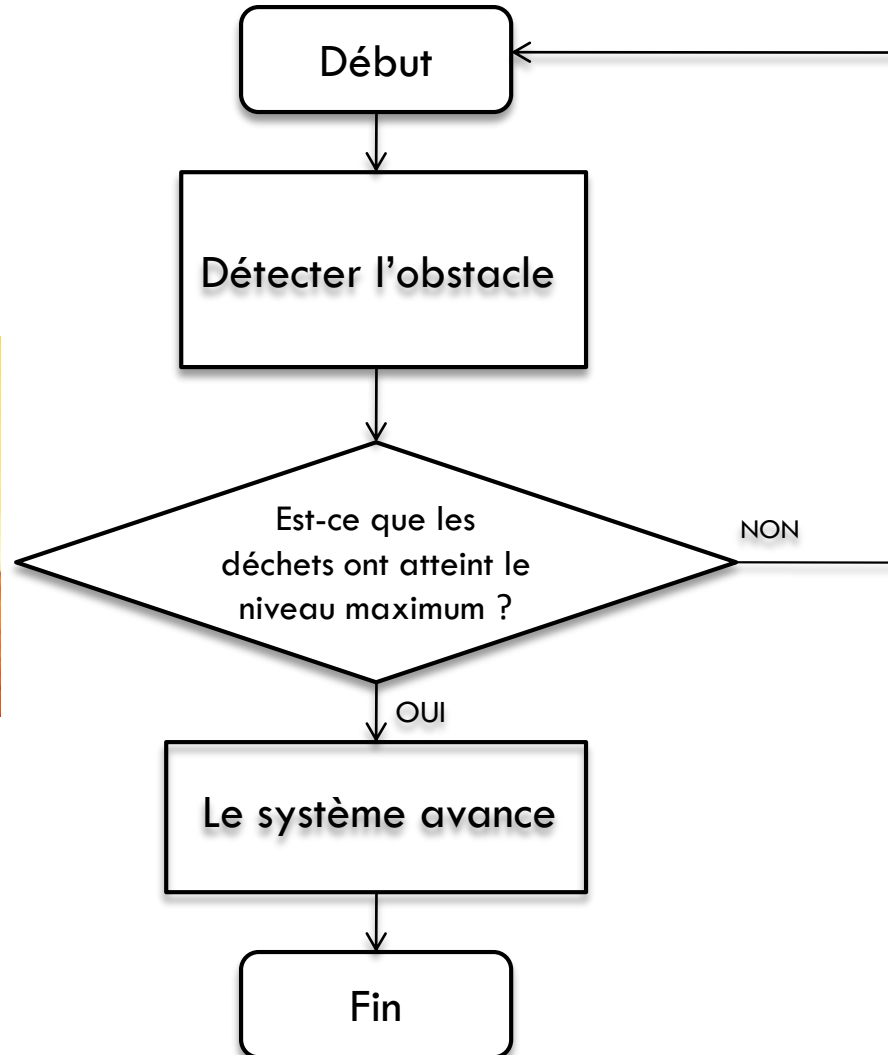 Début
Détecter l’obstacle
Est-ce que les
déchets ont atteint le
niveau maximum ?
NON
OUI
Le système avance
Fin